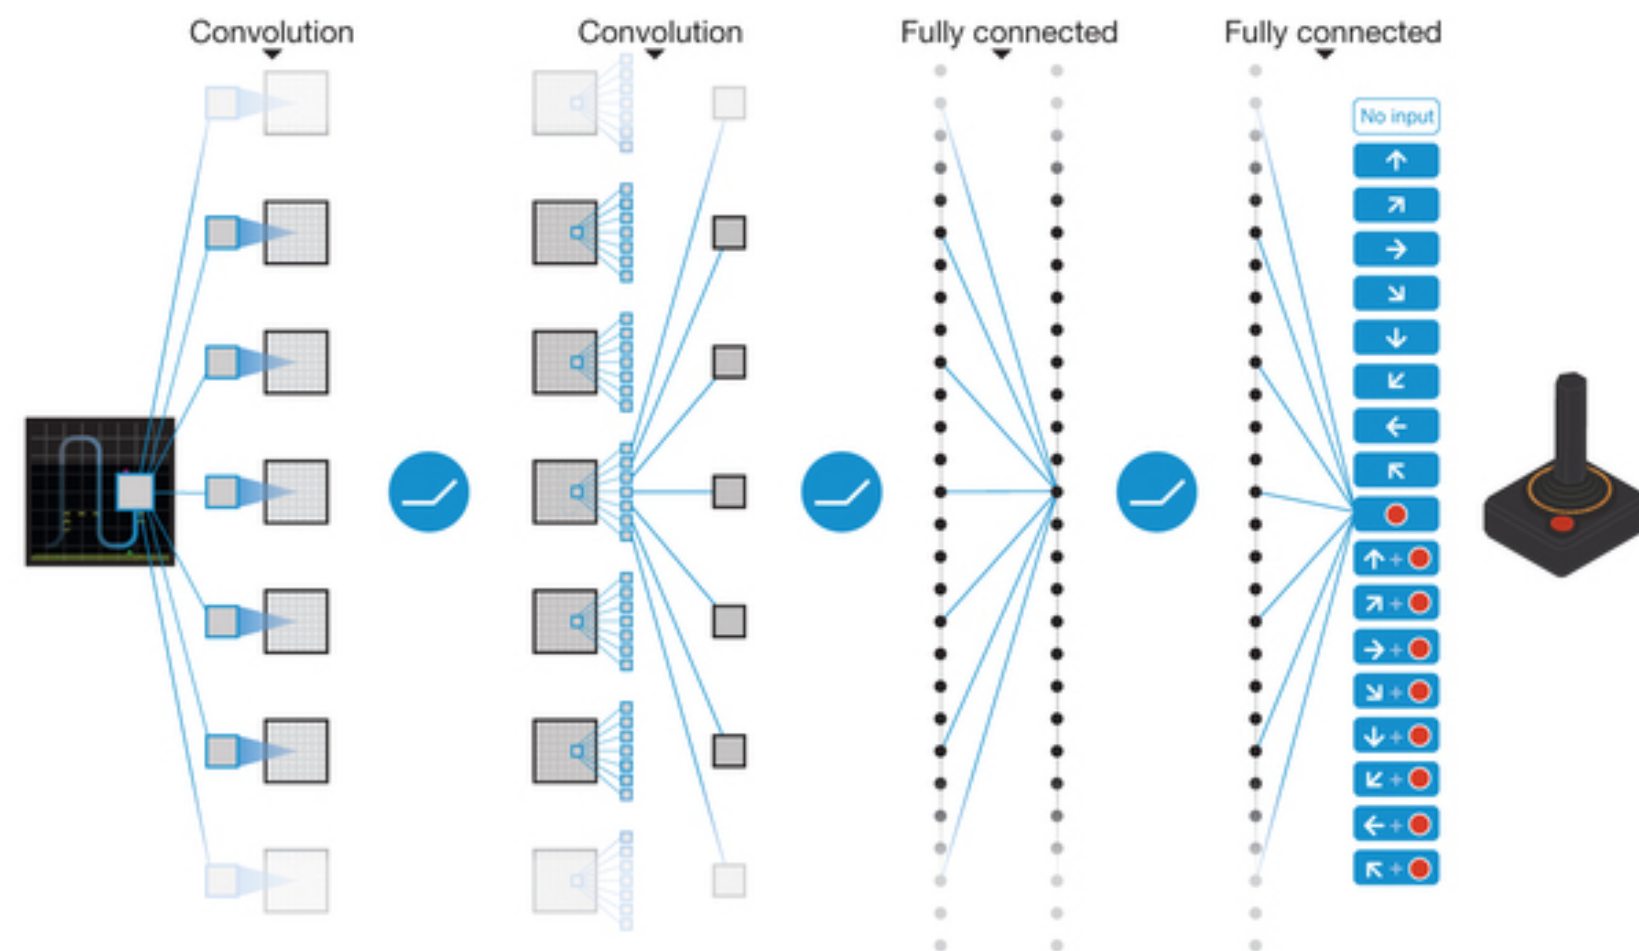 Convolution
Convolution
Fully connected
Fully connected
No input
+
+
+
+
+
+
+
+